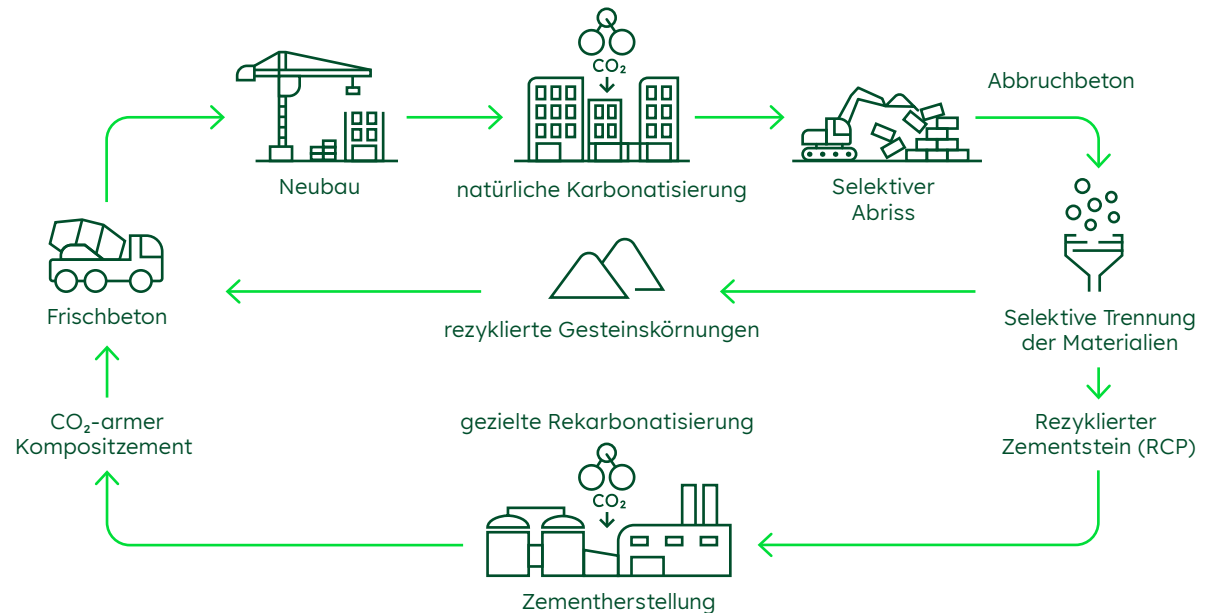 CO₂
Abbruchbeton
Neubau
natürliche Karbonatisierung
Selektiver
Abriss
Frischbeton
rezyklierte Gesteinskörnungen
Selektive Trennung
der Materialien
CO₂-armer
Kompositzement
gezielte Rekarbonatisierung
Rezyklierter
Zementstein (RCP)
CO₂
Zementherstellung